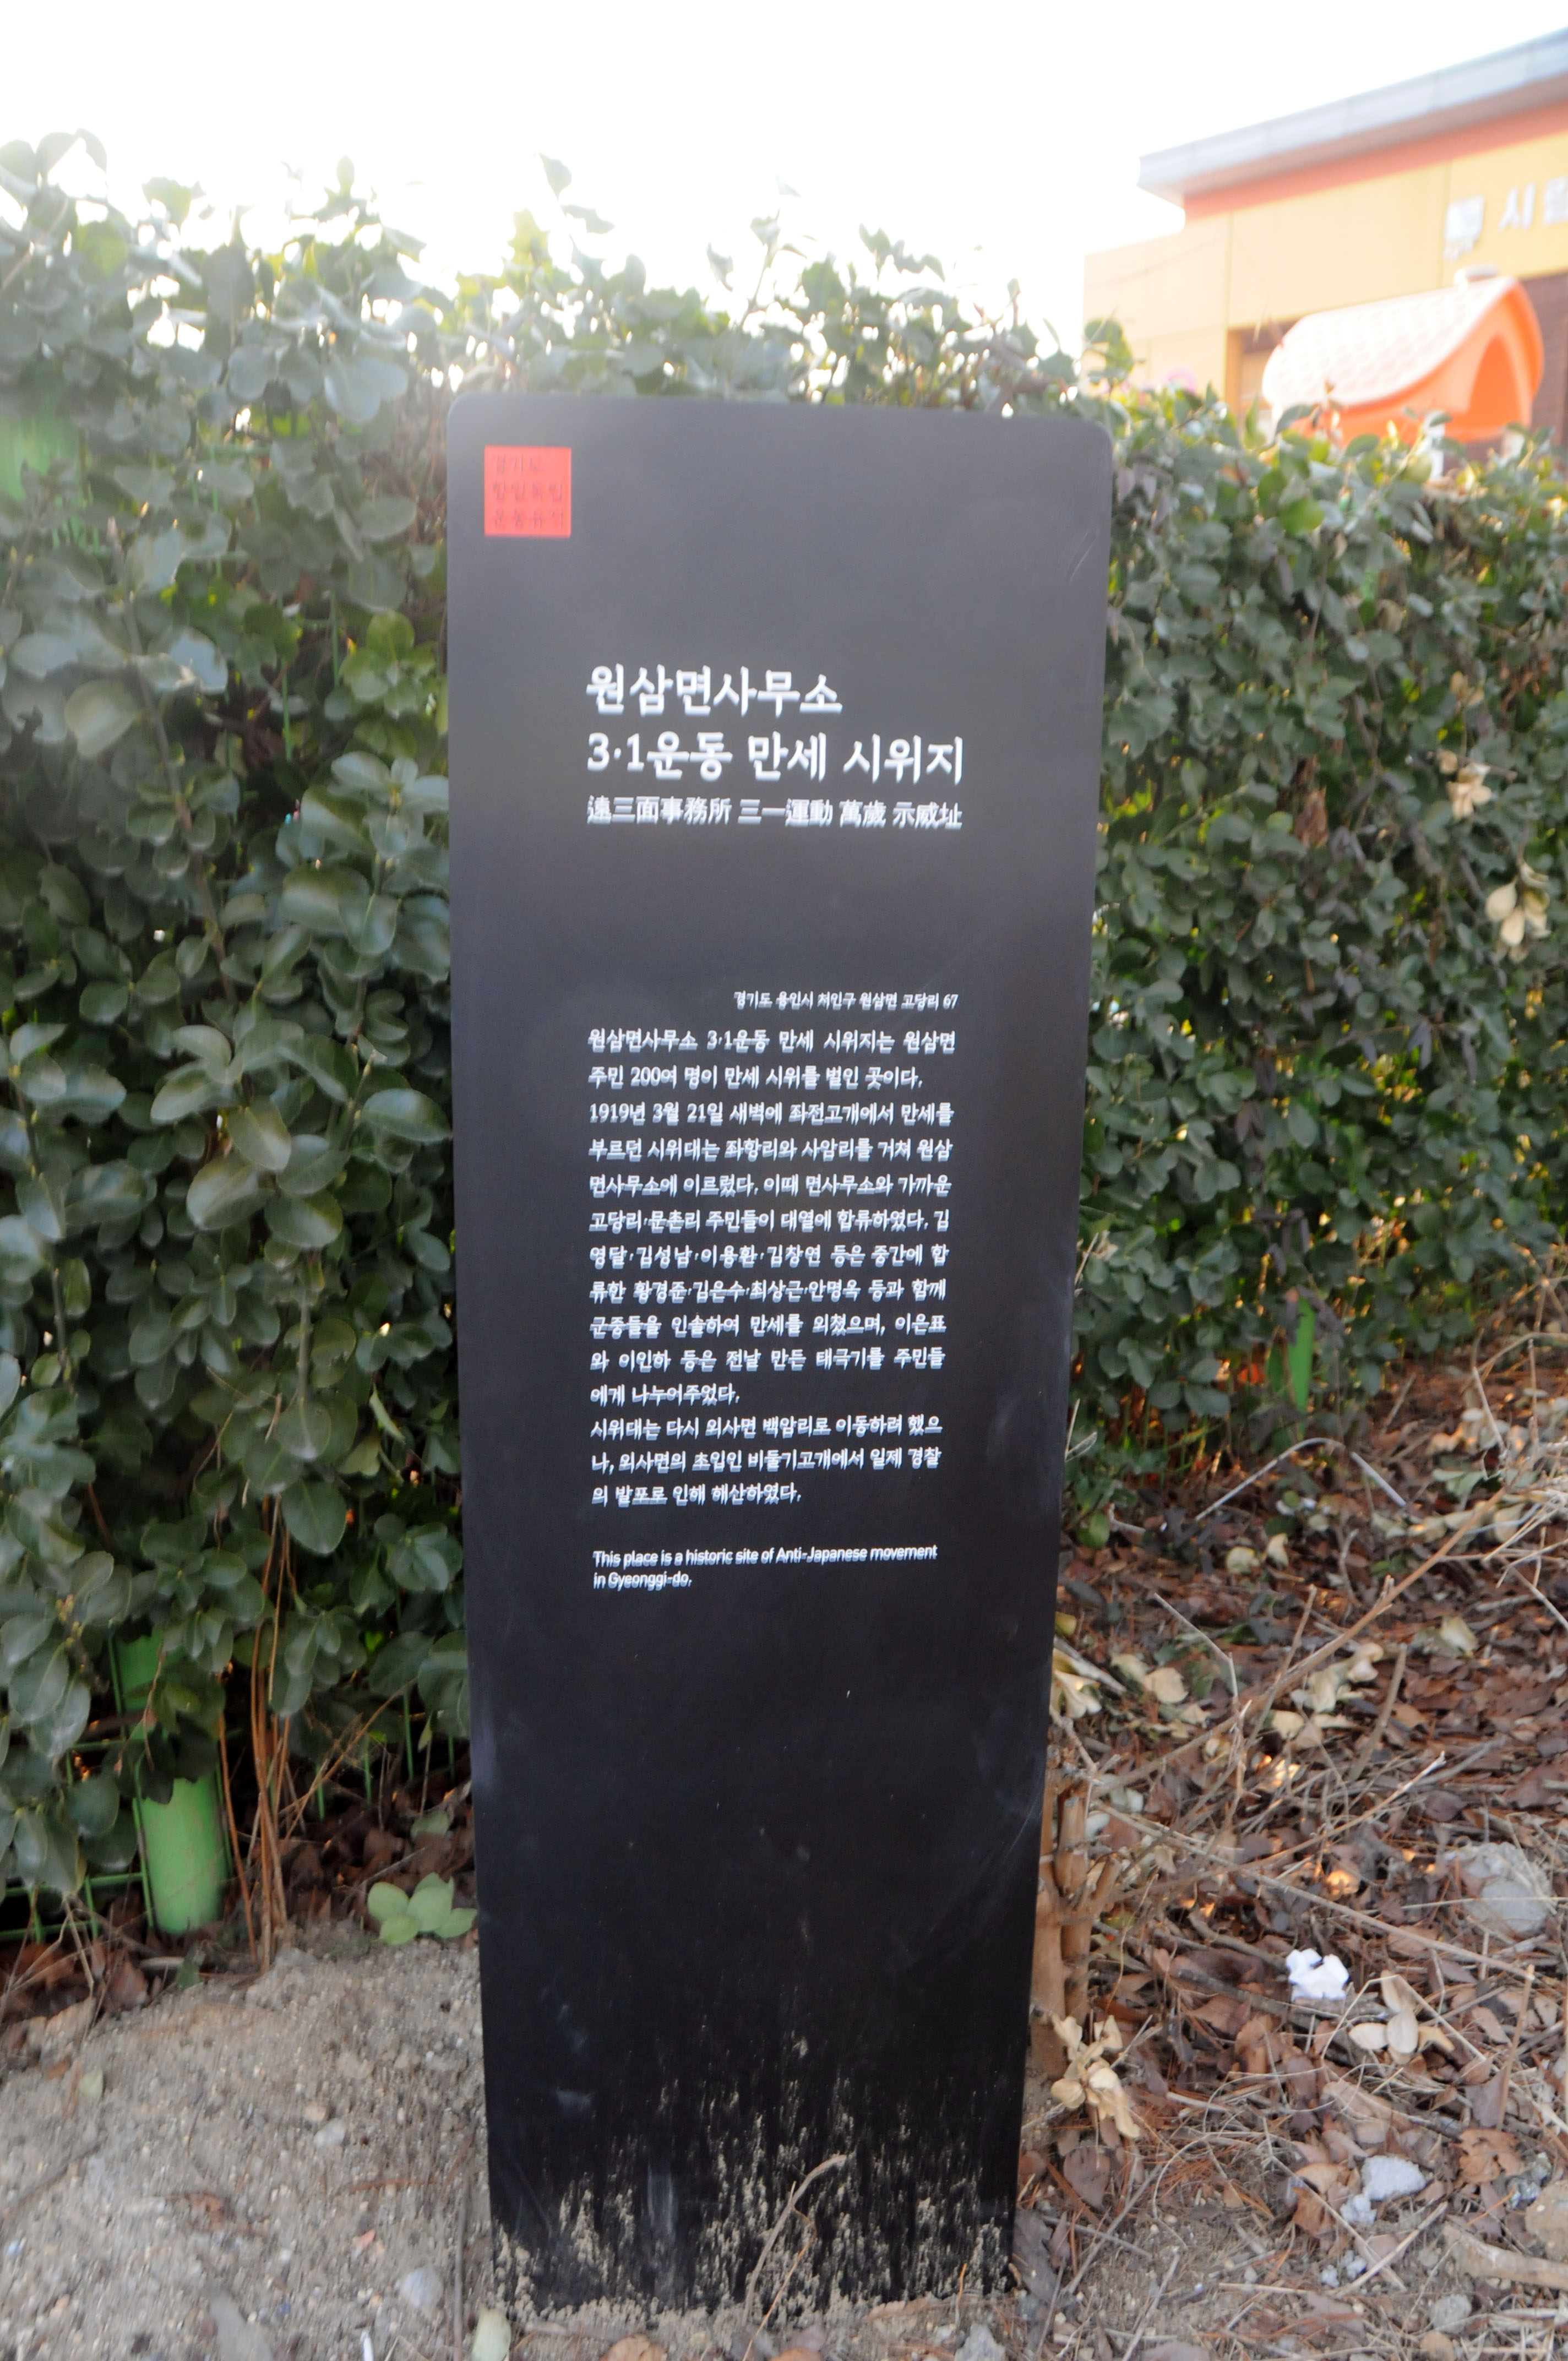 경기도
항일독립
운동유적
원삼면사무소
3·1운동 만세 시위지
遠三面事務所 三一運動 萬歲 示威址
경기도 용인시 처인구 원삼면 고당리 67
원삼면사무소 3·1운동 만세 시위지는 원삼면
주민 200여 명이 만세 시위를 벌인 곳이다.
1919년 3월 21일 새벽에 좌전고개에서 만세를
부르던 시위대는 좌항리와 사암리를 거쳐 원삼
면사무소에 이르렀다. 이때 면사무소와 가까운
고당리·문촌리 주민들이 대열에 합류하였다. 김
영달·김성남·이용환·김창연 등은 중간에 합
류한 황경준·김은수·최상근·안명옥 등과 함께
군중들을 인솔하여 만세를 외쳤으며, 이은표
와 이인하 등은 전날 만든 태극기를 주민들
에게 나누어주었다.
시위대는 다시 외사면 백암리로 이동하려 했으
나, 외사면의 초입인 비둘기고개에서 일제 경찰
의 발포로 인해 해산하였다.
This place is a historic site of Anti-Japanese movement
in Gyeonggi-do.